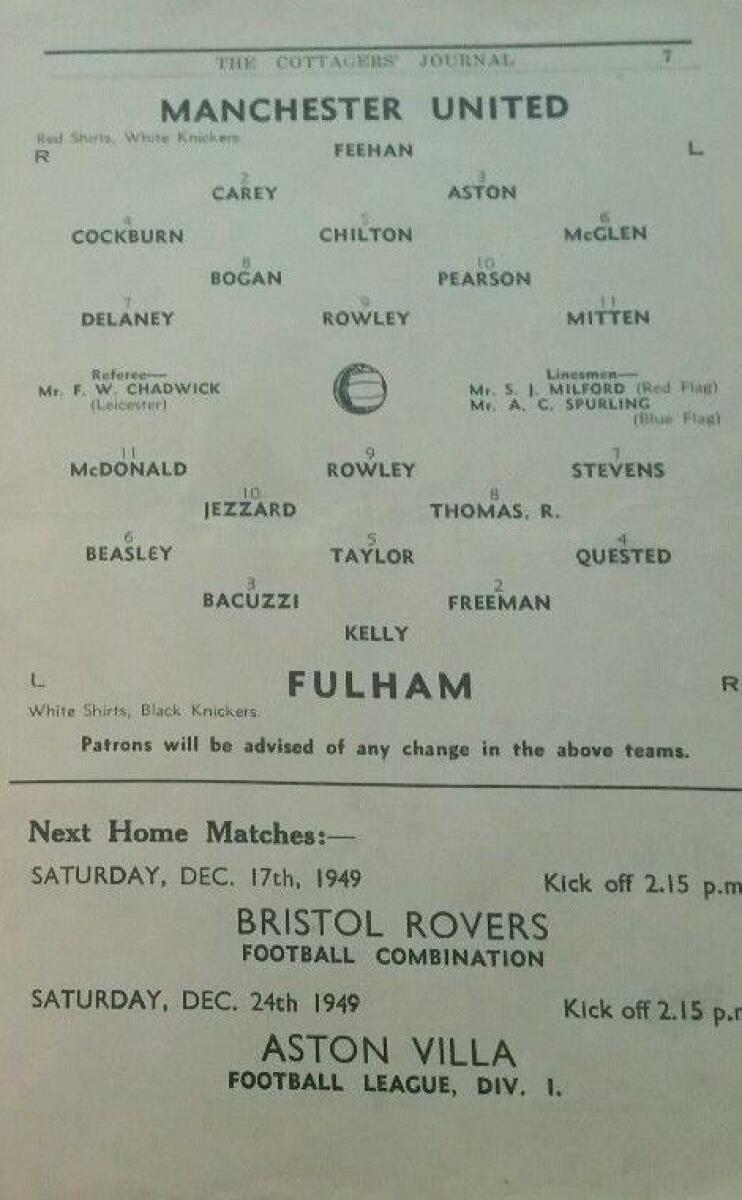 THE COTTAGERS' JOURNAL 7
MANCHESTER UNITED
Red Shirts, White Knickers.
R FEEHAN L
2 3
CAREY ASTON
4 5 6
COCKBURN CHILTON McGLEN
8 10
BOGAN PEARSON
7 9 11
DELANEY ROWLEY MITTEN
Referee— Linesmen—
Mr. F. W. CHADWICK Mr. S. J. MILFORD (Red Flag)
(Leicester) Mr. A. C. SPURLING
(Blue Flag)
11 9 7
McDONALD ROWLEY STEVENS
10 8
JEZZARD THOMAS, R.
6 5 4
BEASLEY TAYLOR QUESTED
3 2
BACUZZI FREEMAN
KELLY
L FULHAM R
White Shirts, Black Knickers.
Patrons will be advised of any change in the above teams.
Next Home Matches:—
SATURDAY, DEC. 17th, 1949 Kick off 2.15 p.m
BRISTOL ROVERS
FOOTBALL COMBINATION
SATURDAY, DEC. 24th 1949 Kick off 2.15 p.m
ASTON VILLA
FOOTBALL LEAGUE, DIV. I.